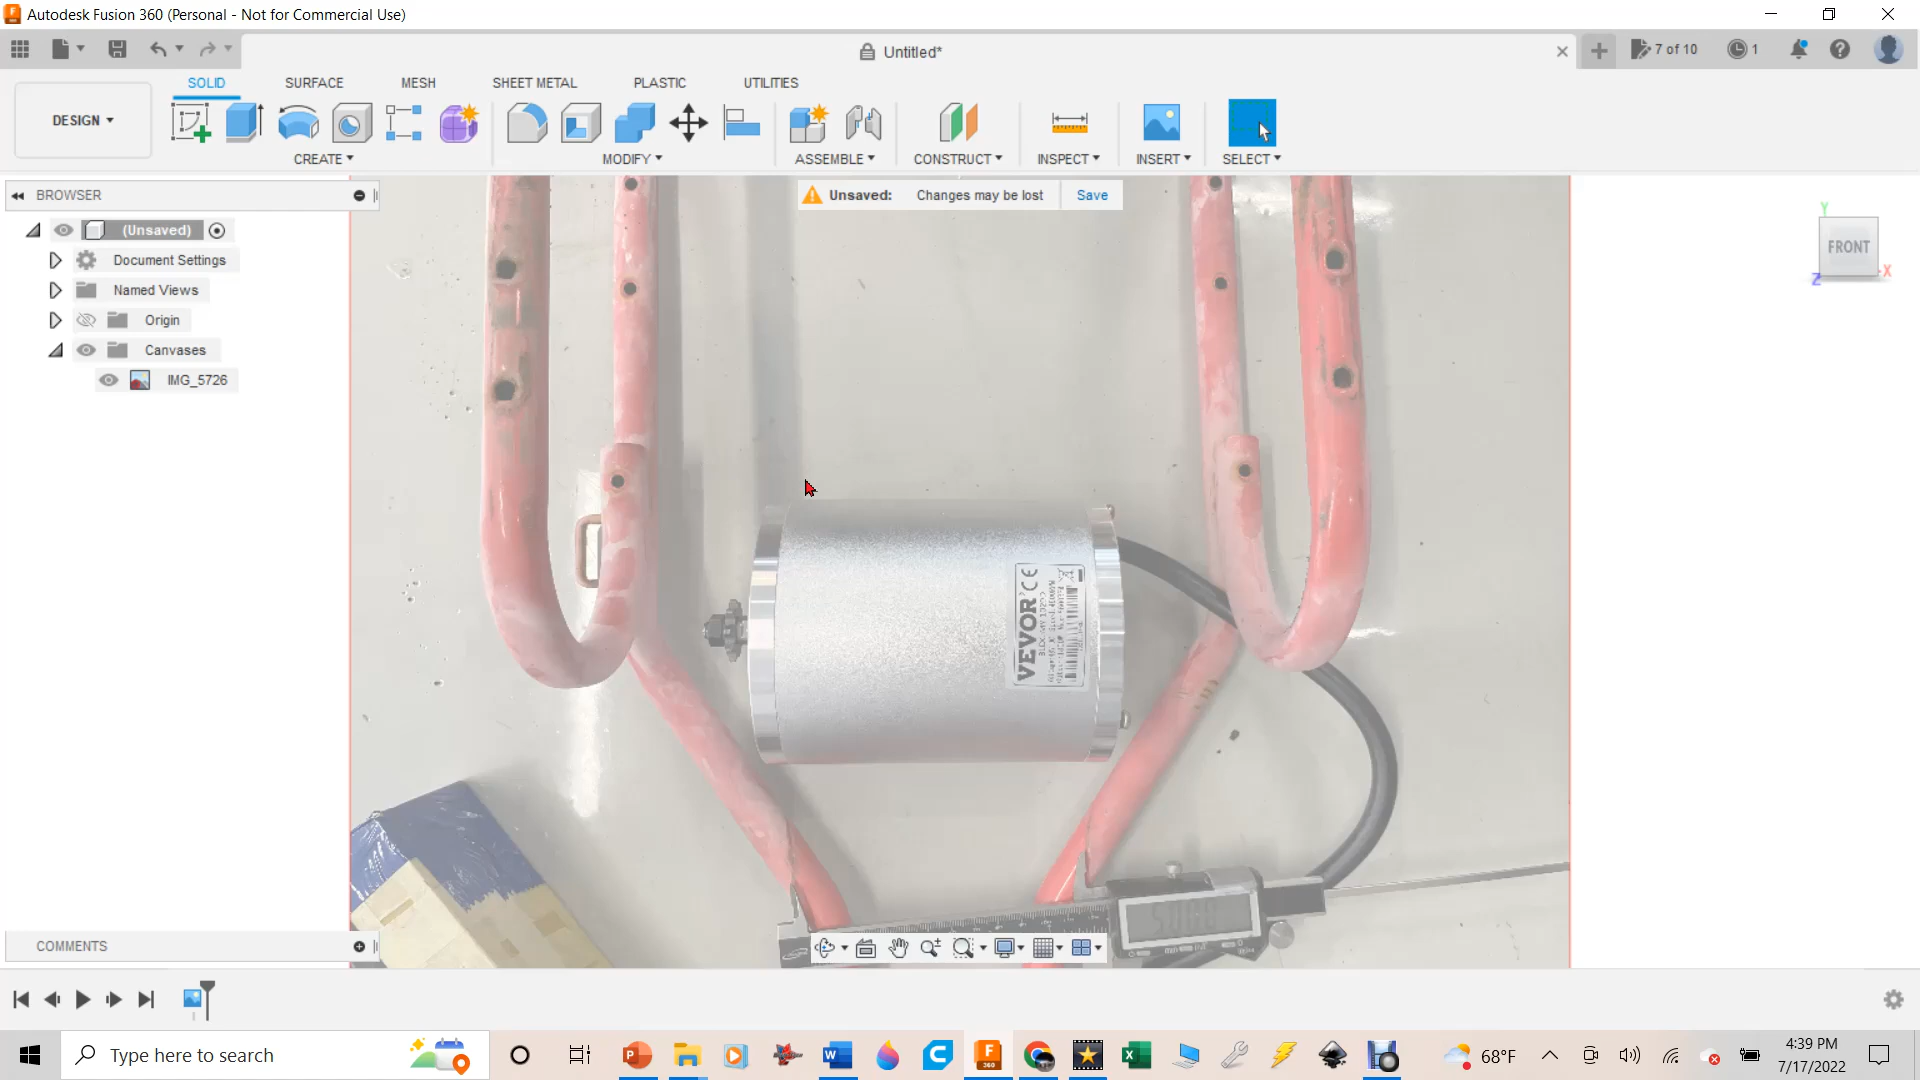 Autodesk Fusion 360 (Personal - Not for Commercial Use)
Untitled*
7 of 10
1
DESIGN
SOLID
SURFACE
MESH
SHEET METAL
PLASTIC
UTILITIES
CREATE
MODIFY
ASSEMBLE
CONSTRUCT
INSPECT
INSERT
SELECT
BROWSER
Unsaved: Changes may be lost Save
(Unsaved)
Document Settings
Named Views
Origin
Canvases
IMG_5726
Y
FRONT
Z
X
VEVOR CE
COMMENTS
Type here to search
68°F
4:39 PM
7/17/2022